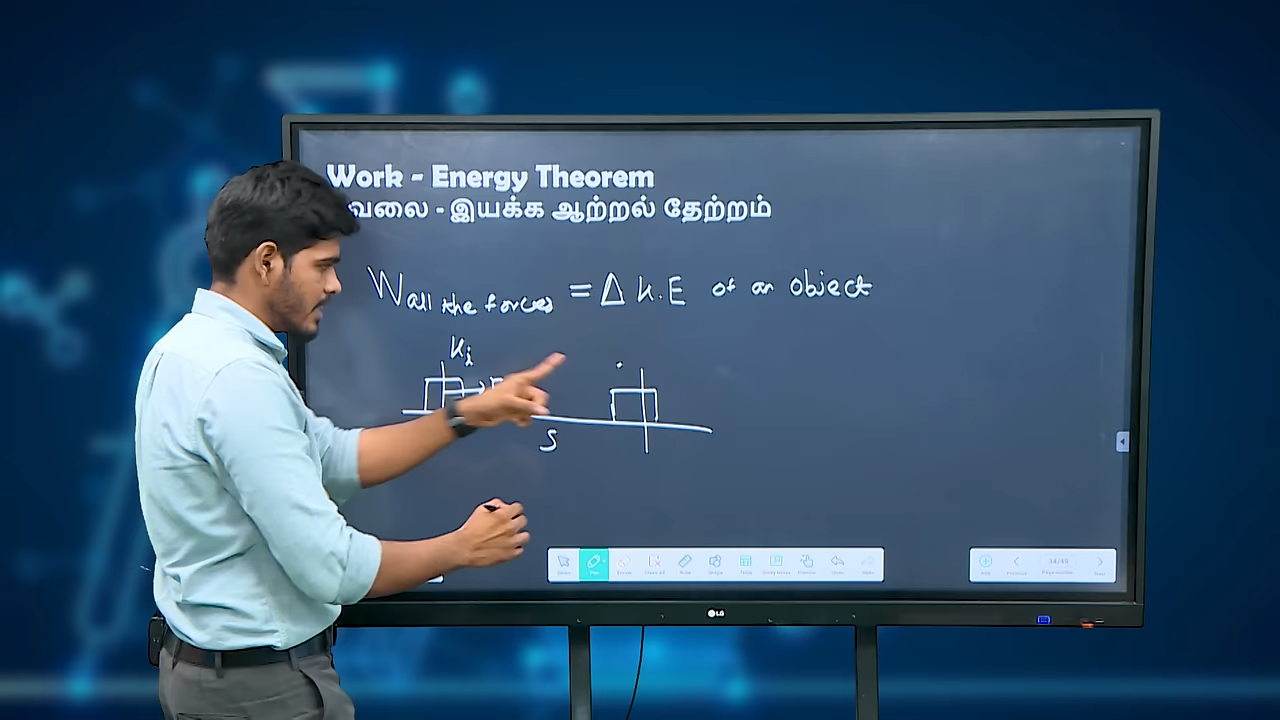 Work - Energy Theorem
வேலை - இயக்க ஆற்றல் தேற்றம்
W all the forces = Δ K.E of an object
Ki
F
S
LG